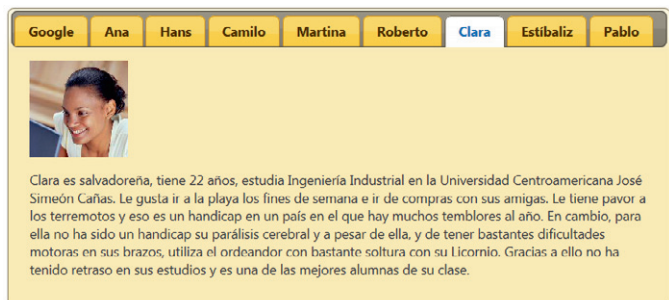 Google Ana Hans Camilo Martina Roberto Clara Estíbaliz Pablo
Clara es salvadoreña, tiene 22 años, estudia Ingeniería Industrial en la Universidad Centroamericana José
Simeón Cañas. Le gusta ir a la playa los fines de semana e ir de compras con sus amigas. Le tiene pavor a
los terremotos y eso es un handicap en un país en el que hay muchos temblores al año. En cambio, para
ella no ha sido un handicap su parálisis cerebral y a pesar de ella, y de tener bastantes dificultades
motoras en sus brazos, utiliza el ordeandor con bastante soltura con su Licornio. Gracias a ello no ha
tenido retraso en sus estudios y es una de las mejores alumnas de su clase.